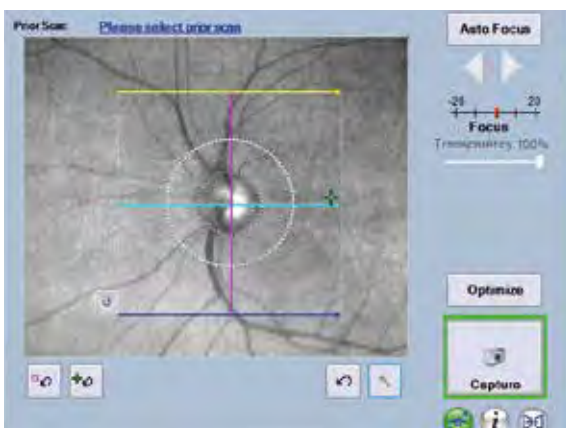 Prior Scan: Please select prior scan
Auto Focus
-20 20
Focus
Transparency 100%
Optimize
Capture
i